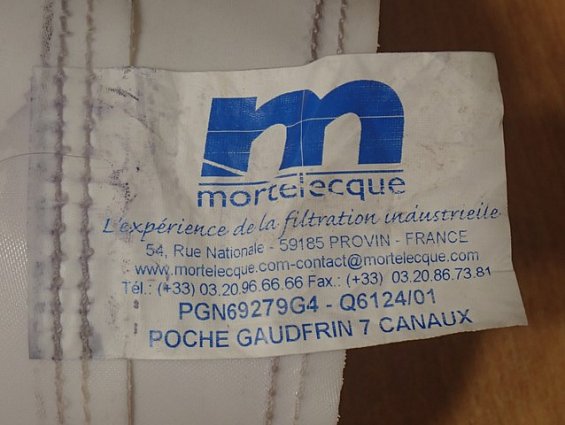 m
mortelecque
L'expérience de la filtration industrielle
54, Rue Nationale - 59185 PROVIN - FRANCE
www.mortelecque.com-contact@mortelecque.com
Tél.: (+33) 03.20.96.66.66 Fax.: (+33) 03.20.86.73.81
PGN69279G4 - Q6124/01
POCHE GAUDFRIN 7 CANAUX